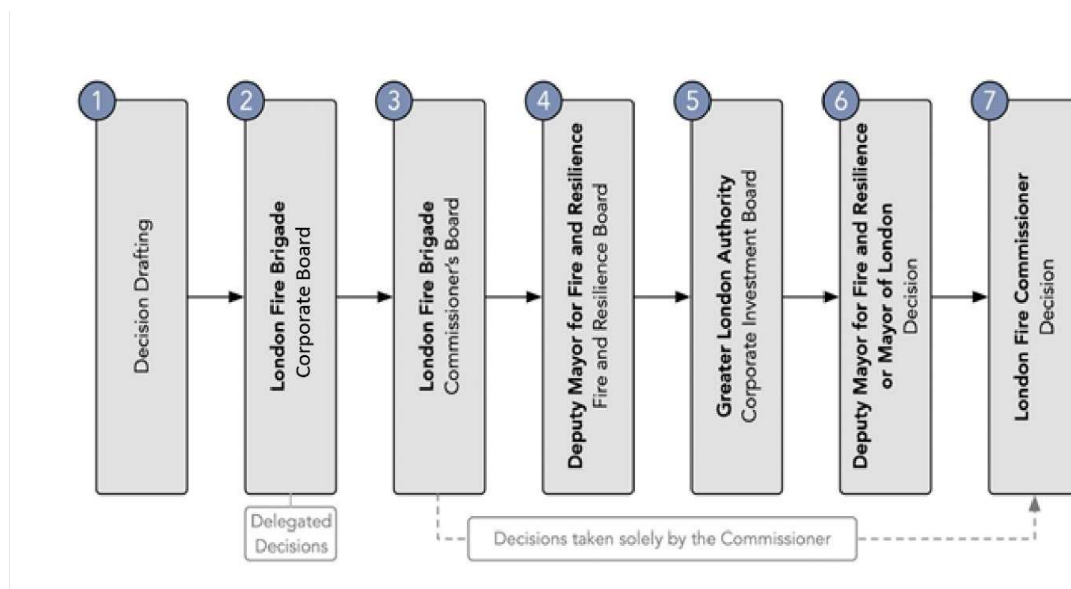 1
Decision Drafting
2
London Fire Brigade
Corporate Board
3
London Fire Brigade
Commissioner's Board
4
Deputy Mayor for Fire and Resilience
Fire and Resilience Board
5
Greater London Authority
Corporate Investment Board
6
Deputy Mayor for Fire and Resilience
or Mayor of London
Decision
7
London Fire Commissioner
Decision
Delegated
Decisions
Decisions taken solely by the Commissioner